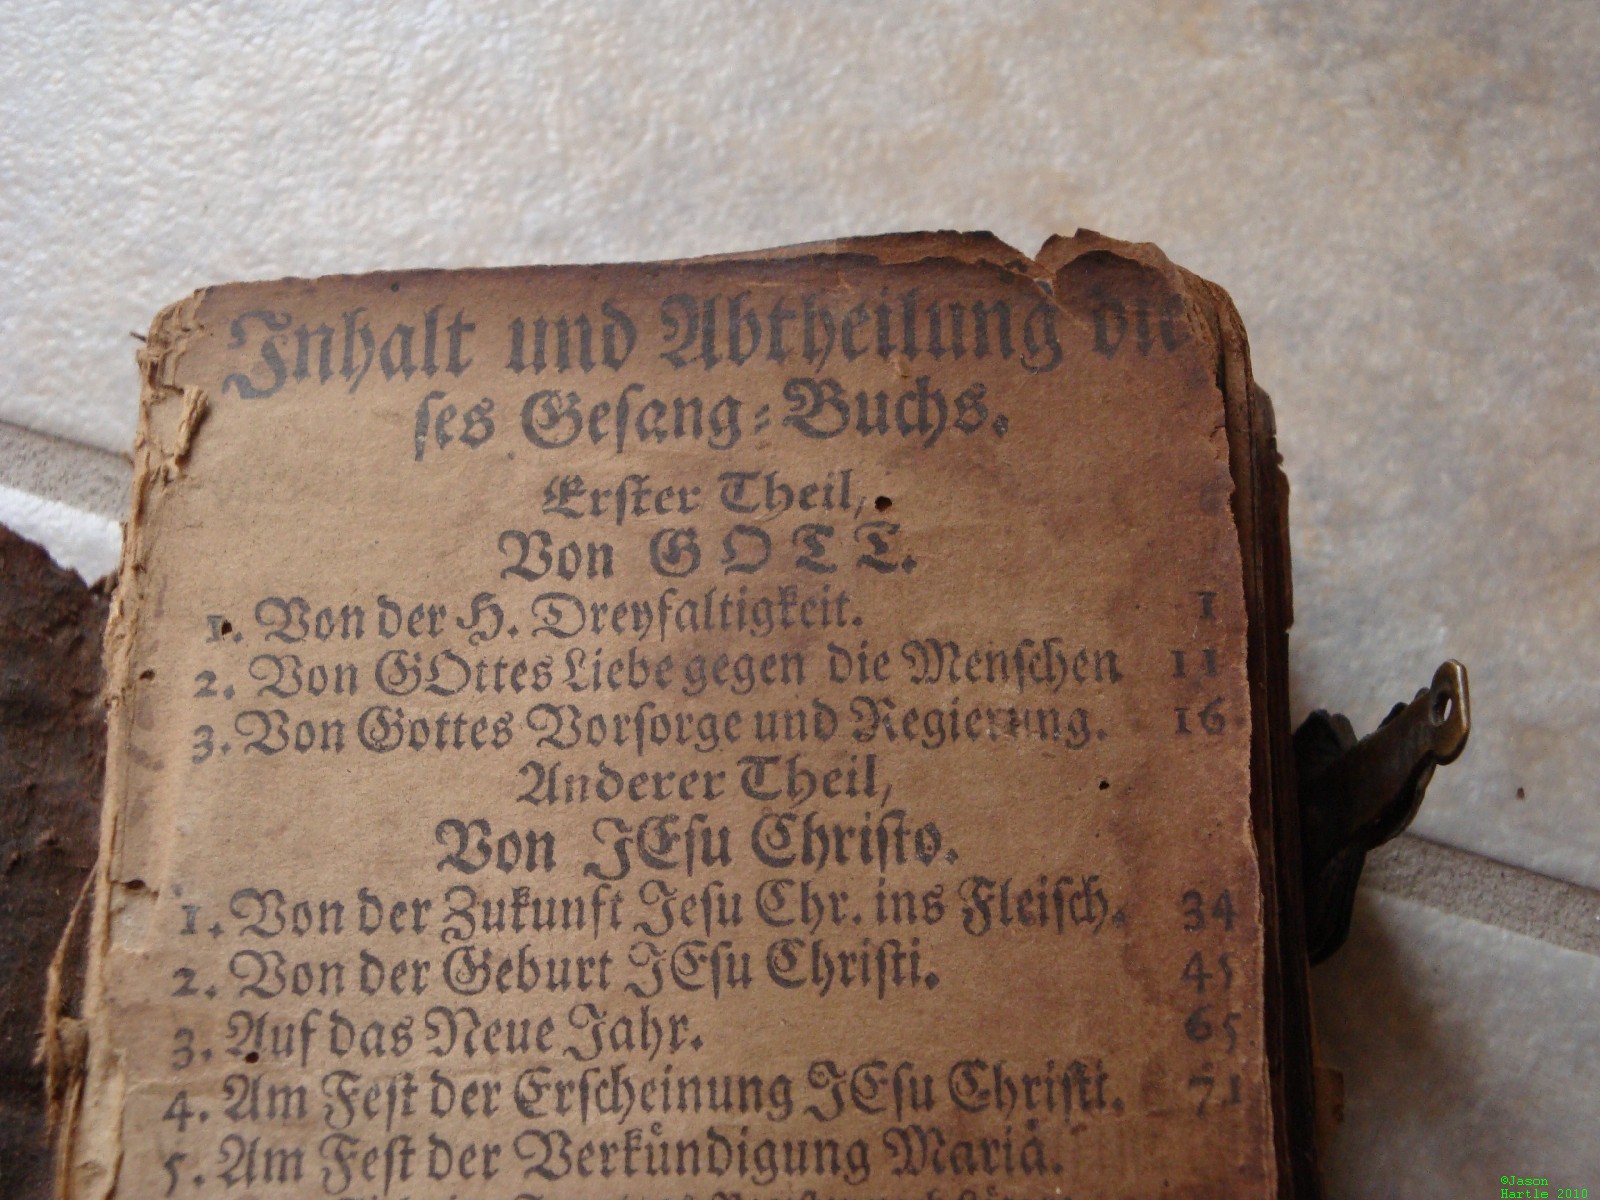 Inhalt und Abtheilung die
ses Gesang-Buchs.
Erster Theil,
Von GOTT.
1. Von der H. Dreyfaltigkeit. 1
2. Von GOttes Liebe gegen die Menschen 11
3. Von Gottes Vorsorge und Regierung. 16
Anderer Theil,
Von JEsu Christo.
1. Von der Zukunft Jesu Chr. ins Fleisch. 34
2. Von der Geburt JEsu Christi. 45
3. Auf das Neue Jahr. 65
4. Am Fest der Erscheinung JEsu Christi. 71
5. Am Fest der Verkůndigung Mariå.
©Jason
Hartle 2010